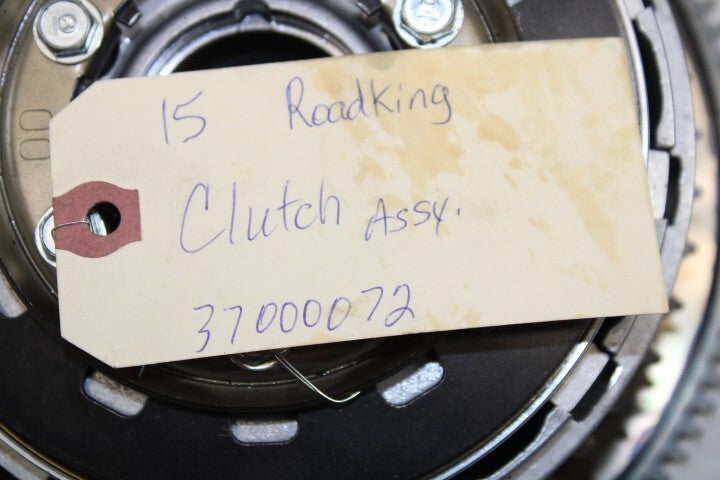 15 Roadking
Clutch Assy.
37000072